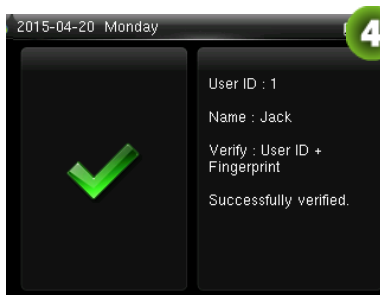 2015-04-20 Monday
4
User ID : 1
Name : Jack
Verify : User ID +
Fingerprint
Successfully verified.